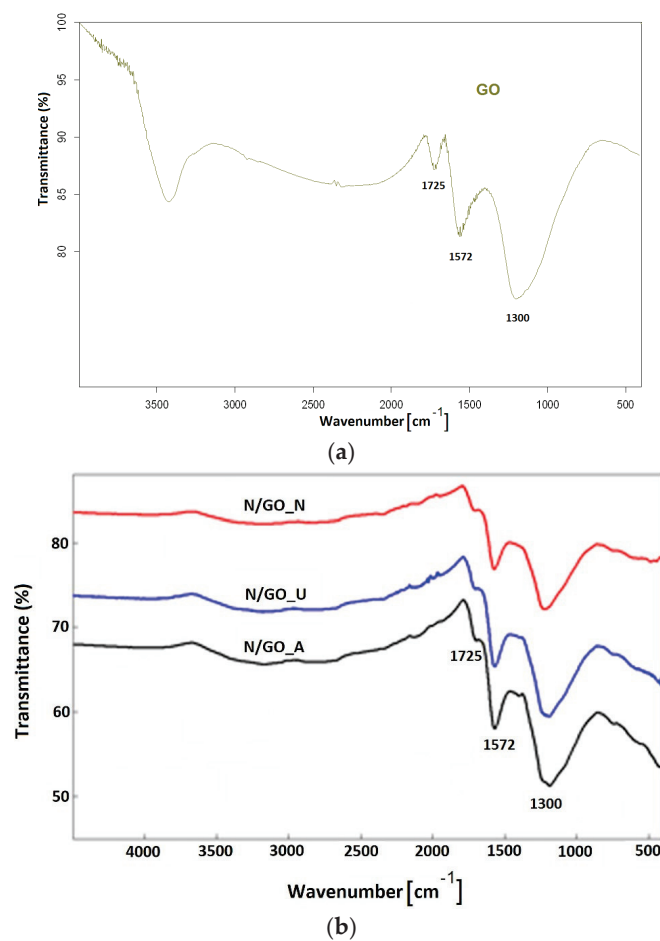 100
95
90
85
80
Transmittance (%)
GO
1725
1572
1300
3500 3000 2500 2000 1500 1000 500
Wavenumber [cm⁻¹]
(a)
N/GO_N
N/GO_U
N/GO_A
80
70
60
50
Transmittance (%)
1725
1572
1300
4000 3500 3000 2500 2000 1500 1000 500
Wavenumber [cm⁻¹]
(b)